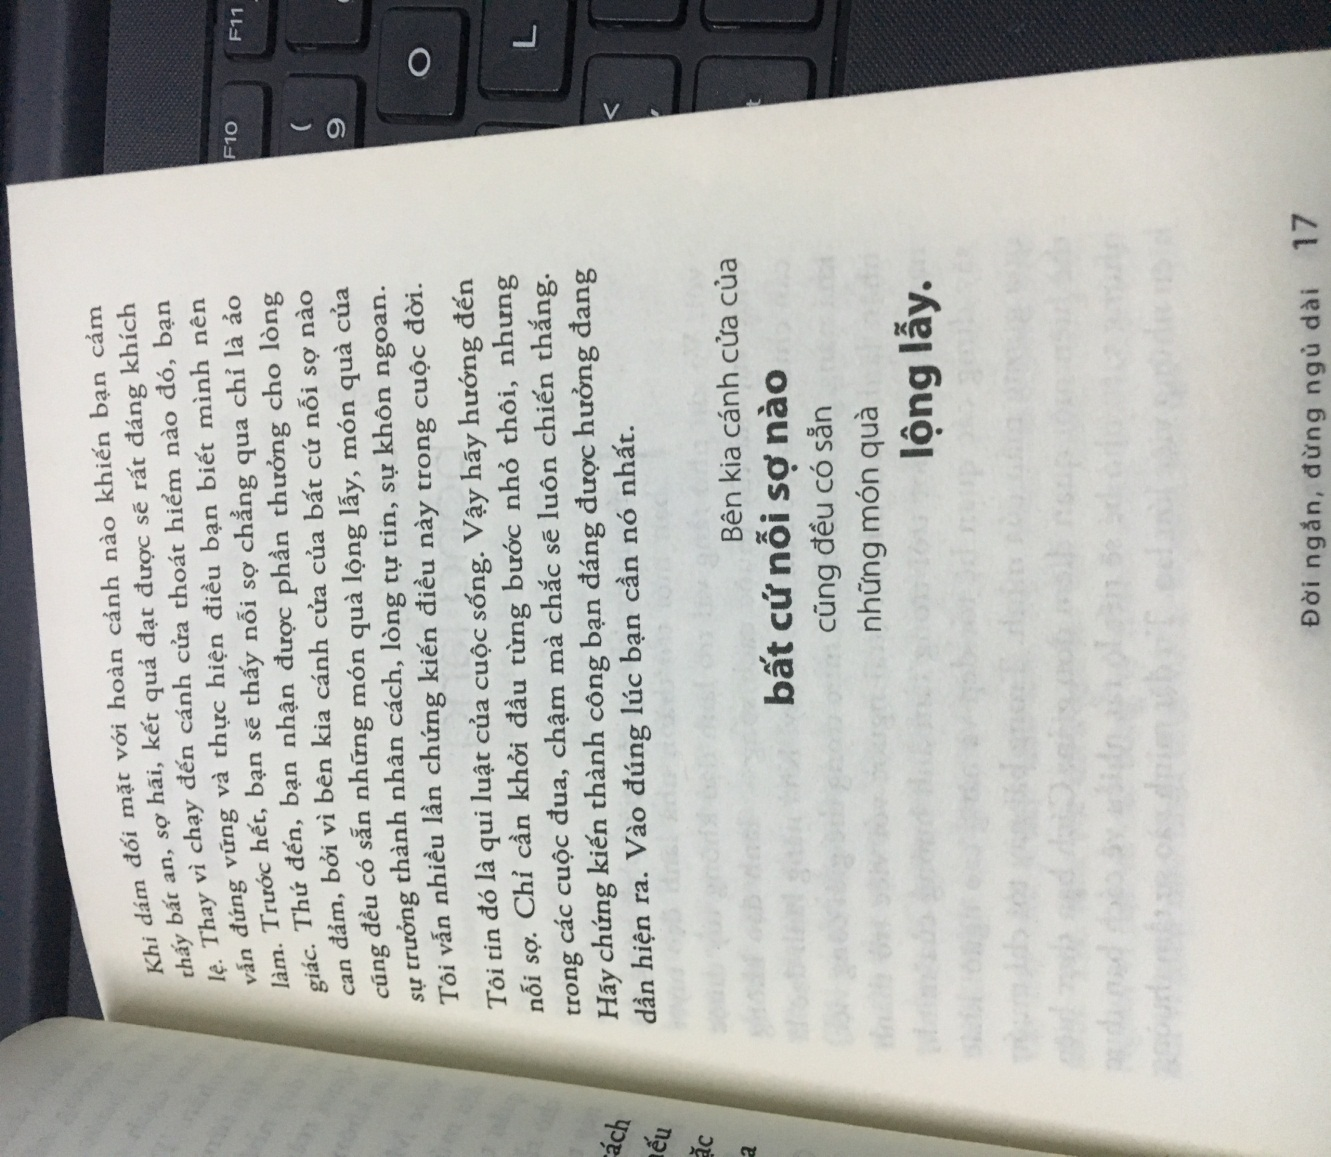 Khi dám đối mặt với hoàn cảnh nào khiến bạn cảm
thấy bất an, sợ hãi, kết quả đạt được sẽ rất đáng khích
lệ. Thay vì chạy đến cánh cửa thoát hiểm nào đó, bạn
vẫn đứng vững và thực hiện điều bạn biết mình nên
làm. Trước hết, bạn sẽ thấy nỗi sợ chẳng qua chỉ là ảo
giác. Thứ đến, bạn nhận được phần thưởng cho lòng
can đảm, bởi vì bên kia cánh cửa của bất cứ nỗi sợ nào
cũng đều có sẵn những món quà lộng lẫy, món quà của
sự trưởng thành nhân cách, lòng tự tin, sự khôn ngoan.
Tôi vẫn nhiều lần chứng kiến điều này trong cuộc đời.
Tôi tin đó là qui luật của cuộc sống. Vậy hãy hướng đến
nỗi sợ. Chỉ cần khởi đầu từng bước nhỏ thôi, nhưng
trong các cuộc đua, chậm mà chắc sẽ luôn chiến thắng.
Hãy chứng kiến thành công bạn đáng được hưởng đang
dần hiện ra. Vào đúng lúc bạn cần nó nhất.
Bên kia cánh cửa của
bất cứ nỗi sợ nào
cũng đều có sẵn
những món quà
lộng lẫy.
Đời ngắn, đừng ngủ dài 17
F11
F10
O
L
( 9
<
,
ách
ếu
ặc
a